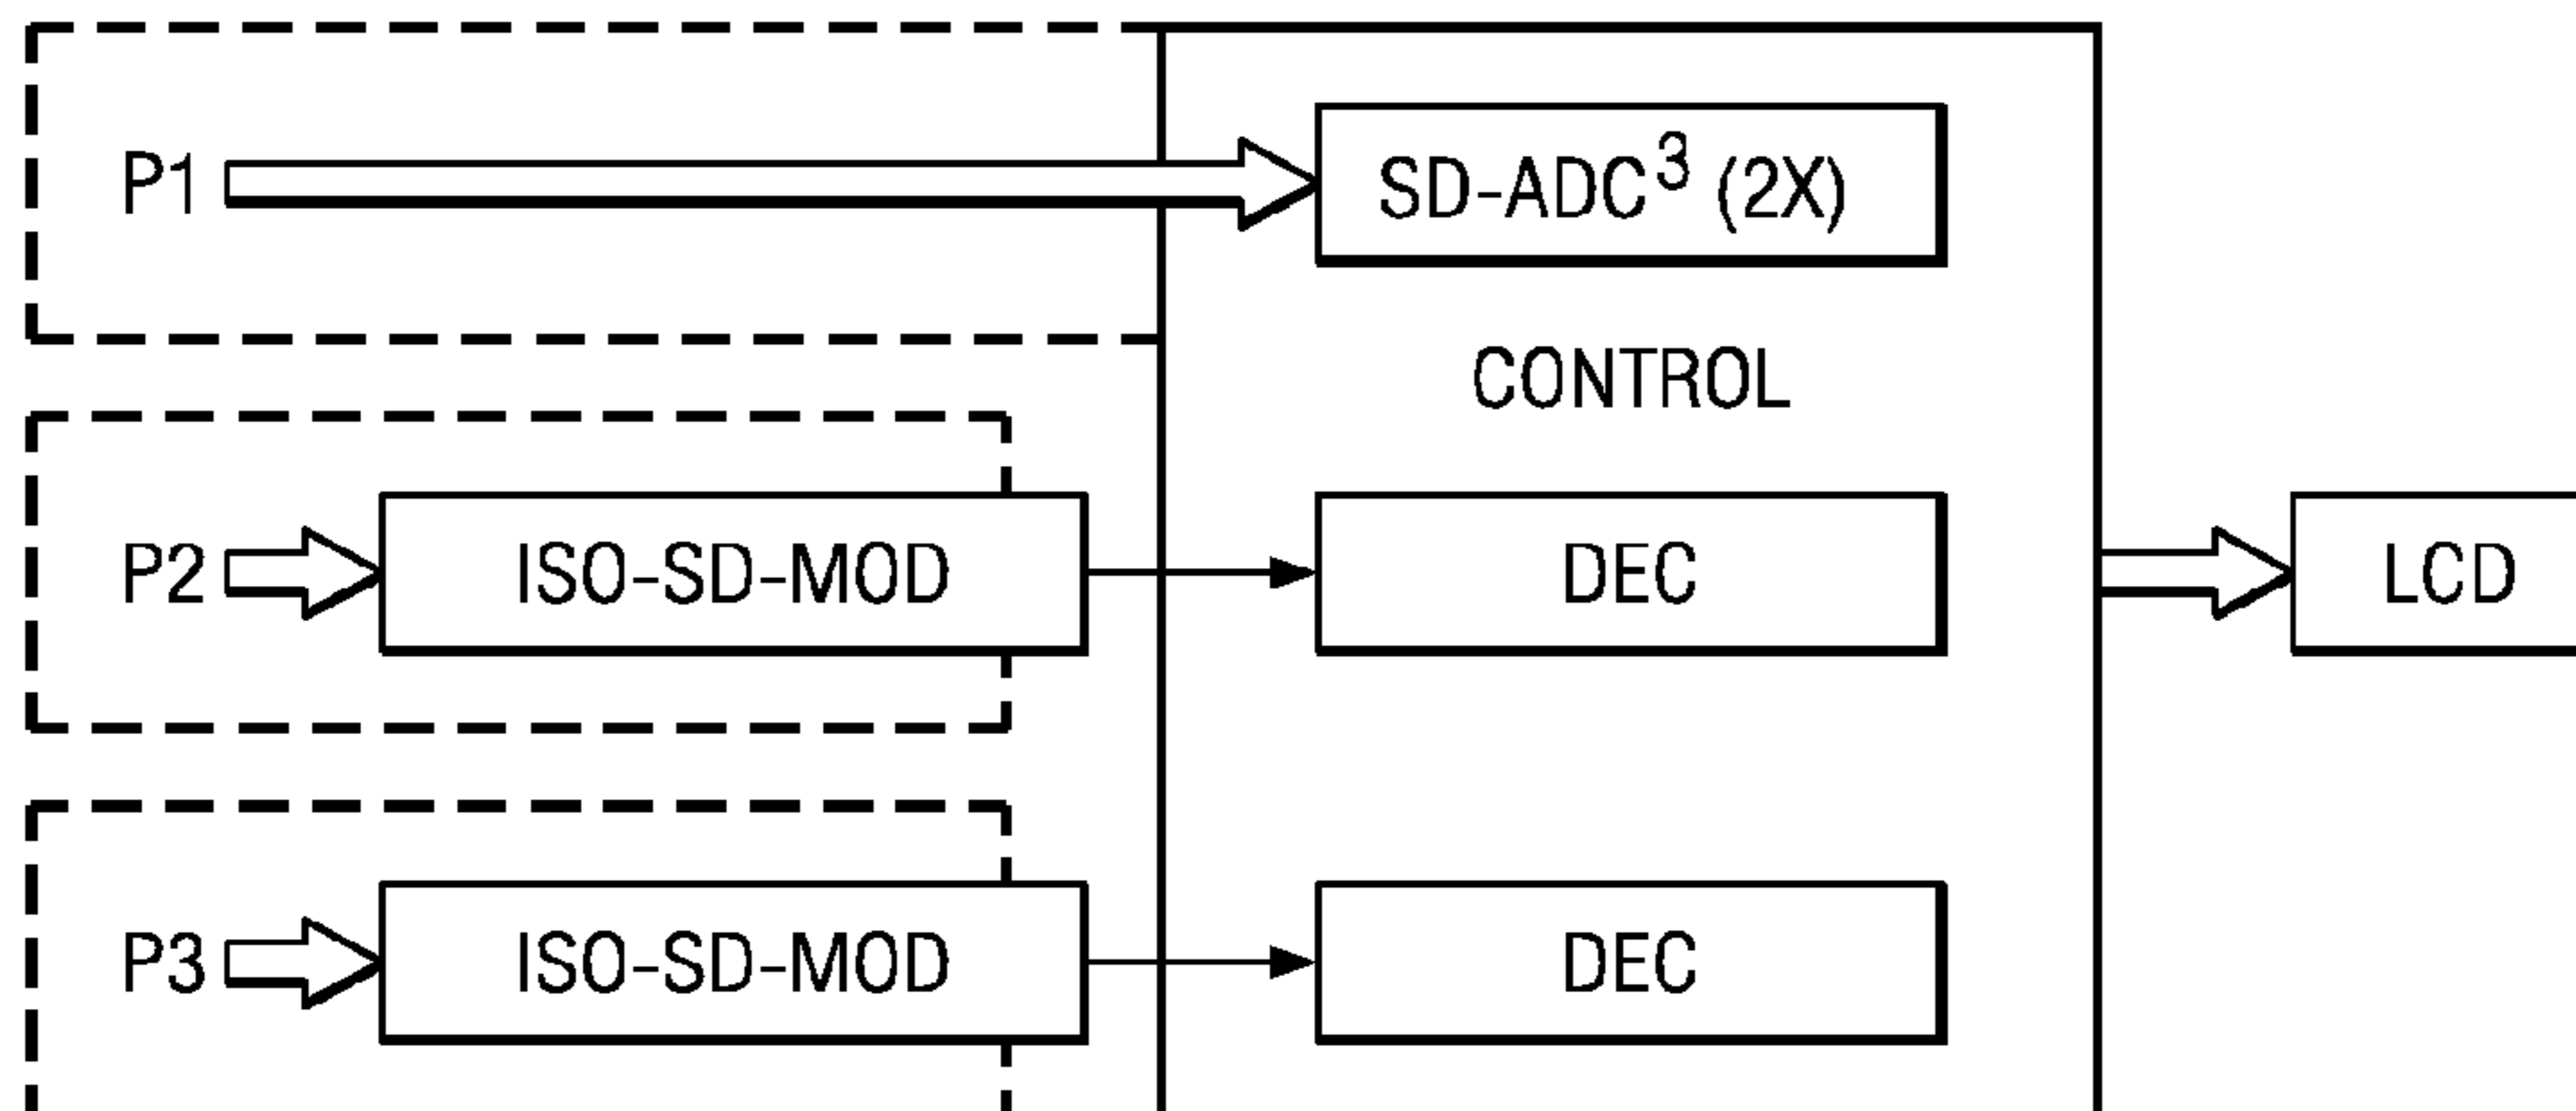 P1
SD-ADC³ (2X)
CONTROL
P2
ISO-SD-MOD
DEC
LCD
P3
ISO-SD-MOD
DEC